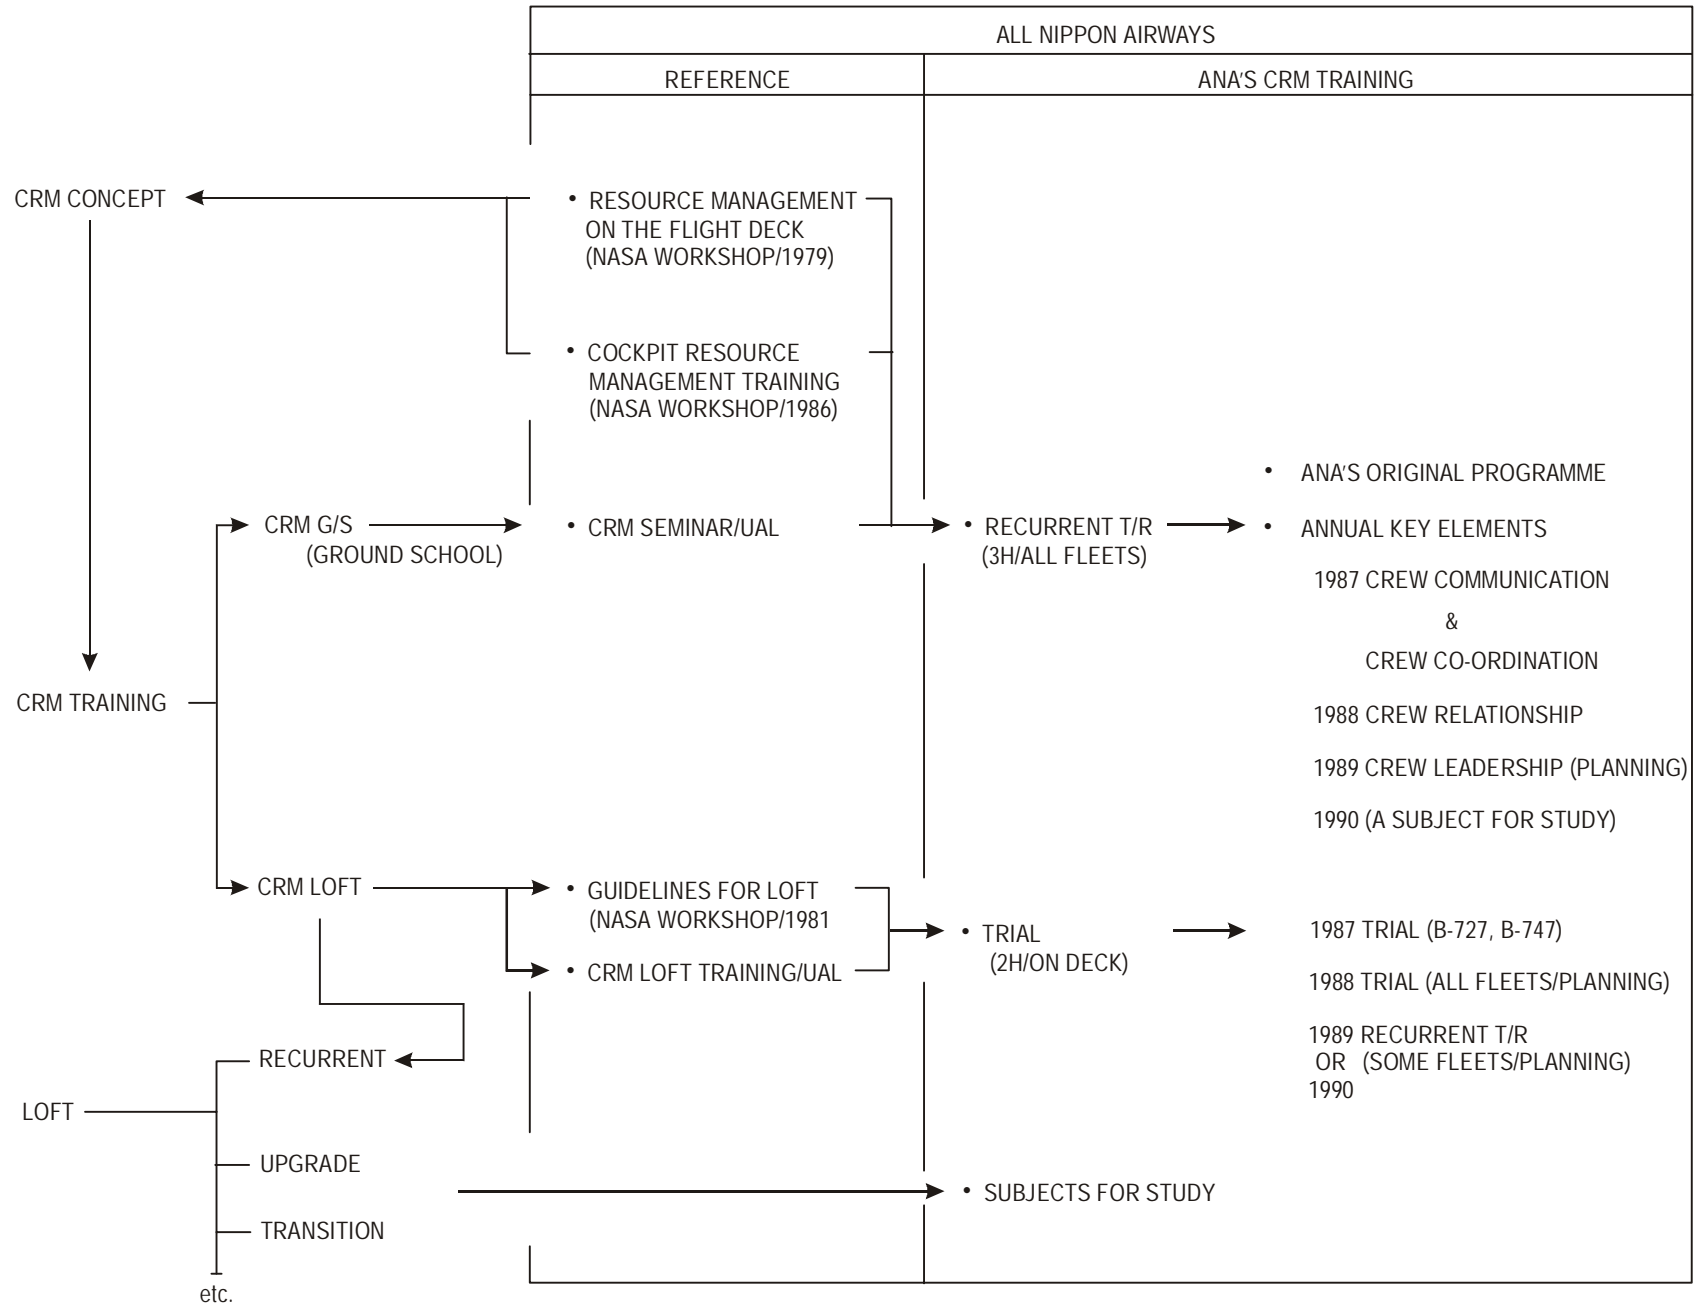 ALL NIPPON AIRWAYS
REFERENCE
ANA'S CRM TRAINING
CRM CONCEPT
• RESOURCE MANAGEMENT
ON THE FLIGHT DECK
(NASA WORKSHOP/1979)
• COCKPIT RESOURCE
MANAGEMENT TRAINING
(NASA WORKSHOP/1986)
CRM G/S
(GROUND SCHOOL)
• CRM SEMINAR/UAL
• RECURRENT T/R
(3H/ALL FLEETS)
• ANA'S ORIGINAL PROGRAMME
• ANNUAL KEY ELEMENTS
1987 CREW COMMUNICATION
&
CREW CO-ORDINATION
1988 CREW RELATIONSHIP
1989 CREW LEADERSHIP (PLANNING)
1990 (A SUBJECT FOR STUDY)
CRM TRAINING
CRM LOFT
• GUIDELINES FOR LOFT
(NASA WORKSHOP/1981
• CRM LOFT TRAINING/UAL
• TRIAL
(2H/ON DECK)
1987 TRIAL (B-727, B-747)
1988 TRIAL (ALL FLEETS/PLANNING)
1989 RECURRENT T/R
OR (SOME FLEETS/PLANNING)
1990
LOFT
RECURRENT
UPGRADE
TRANSITION
etc.
• SUBJECTS FOR STUDY